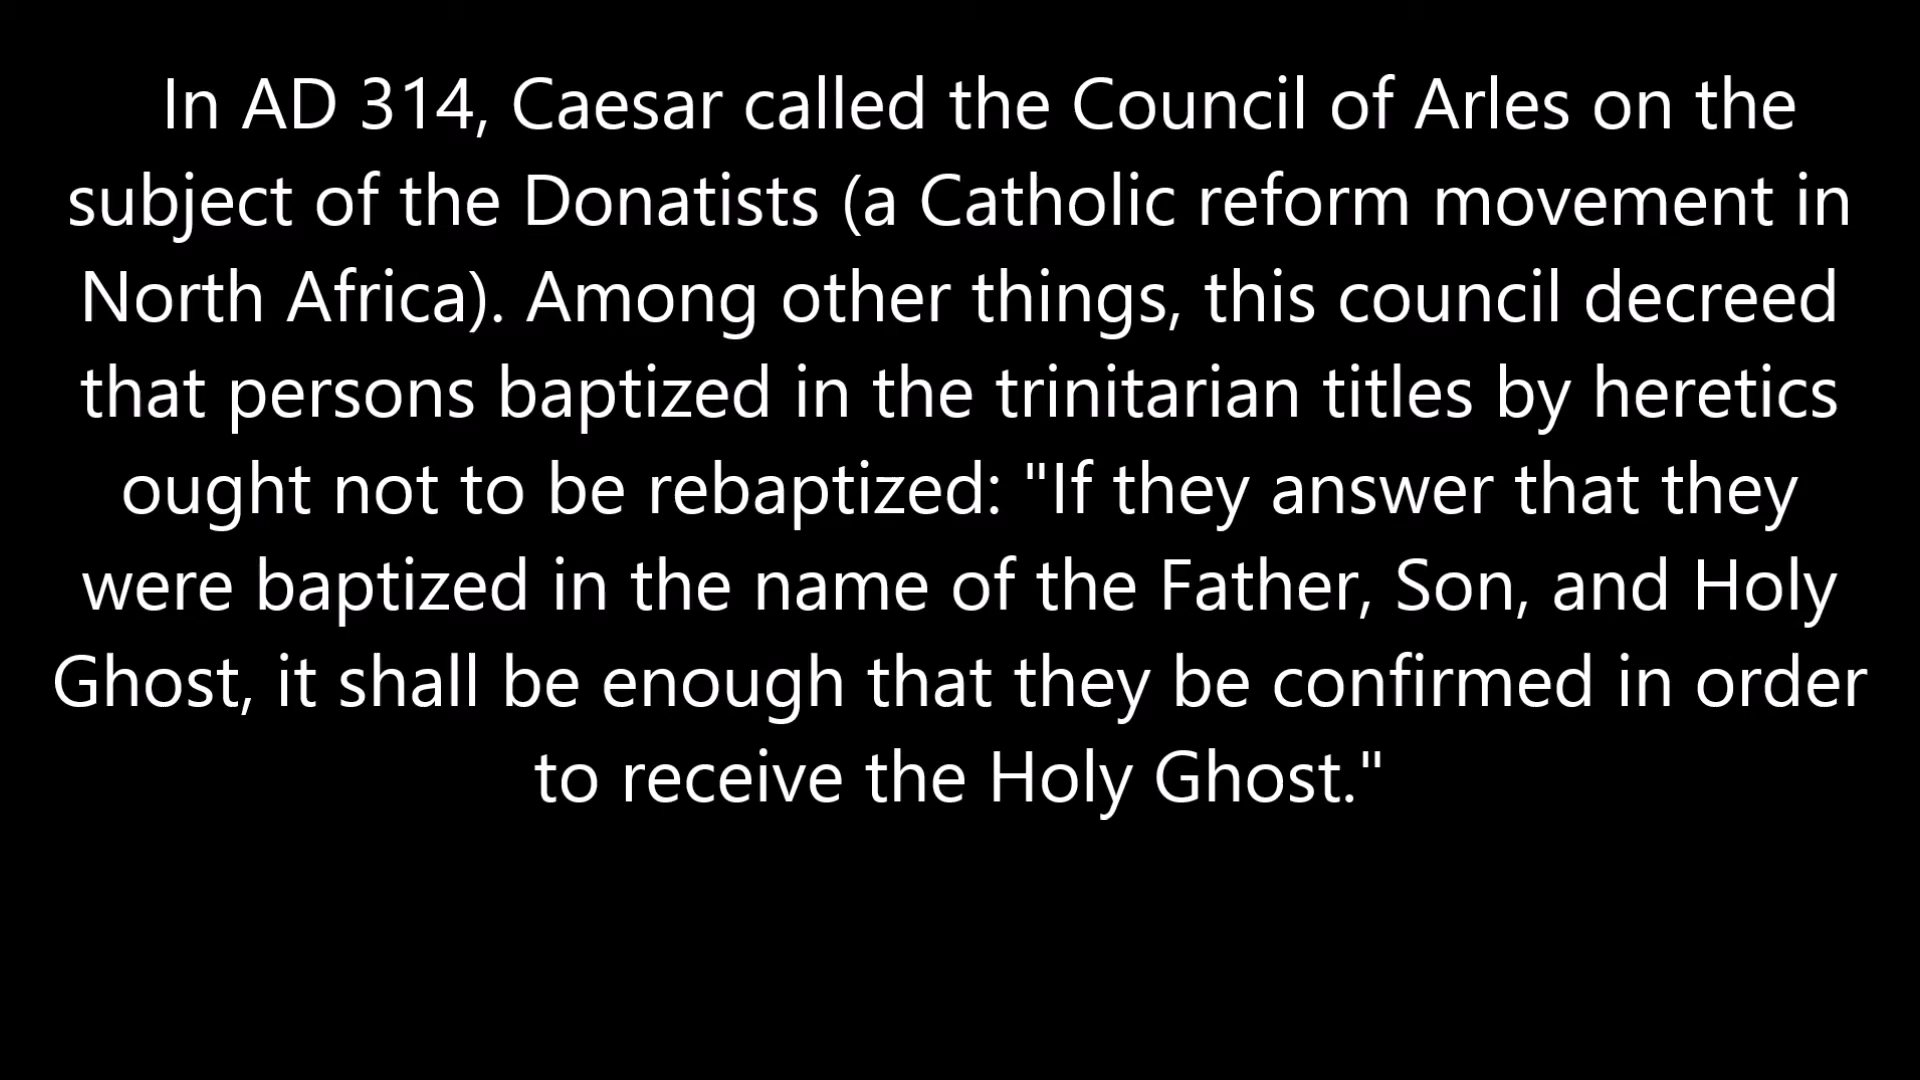 In AD 314, Caesar called the Council of Arles on the
subject of the Donatists (a Catholic reform movement in
North Africa). Among other things, this council decreed
that persons baptized in the trinitarian titles by heretics
ought not to be rebaptized: "If they answer that they
were baptized in the name of the Father, Son, and Holy
Ghost, it shall be enough that they be confirmed in order
to receive the Holy Ghost."